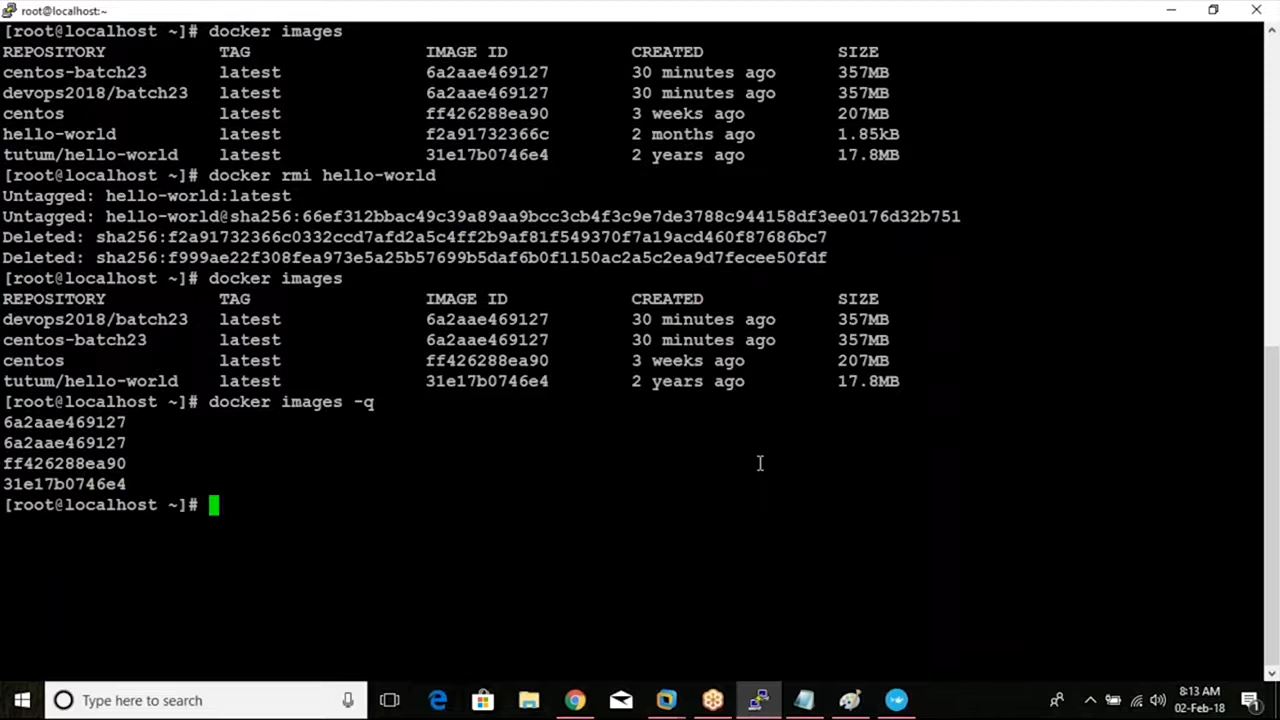 root@localhost:~
[root@localhost ~]# docker images
REPOSITORY TAG IMAGE ID CREATED SIZE
centos-batch23 latest 6a2aae469127 30 minutes ago 357MB
devops2018/batch23 latest 6a2aae469127 30 minutes ago 357MB
centos latest ff426288ea90 3 weeks ago 207MB
hello-world latest f2a91732366c 2 months ago 1.85kB
tutum/hello-world latest 31e17b0746e4 2 years ago 17.8MB
[root@localhost ~]# docker rmi hello-world
Untagged: hello-world:latest
Untagged: hello-world@sha256:66ef312bbac49c39a89aa9bcc3cb4f3c9e7de3788c944158df3ee0176d32b751
Deleted: sha256:f2a91732366c0332ccd7afd2a5c4ff2b9af81f549370f7a19acd460f87686bc7
Deleted: sha256:f999ae22f308fea973e5a25b57699b5daf6b0f1150ac2a5c2ea9d7fecee50fdf
[root@localhost ~]# docker images
REPOSITORY TAG IMAGE ID CREATED SIZE
devops2018/batch23 latest 6a2aae469127 30 minutes ago 357MB
centos-batch23 latest 6a2aae469127 30 minutes ago 357MB
centos latest ff426288ea90 3 weeks ago 207MB
tutum/hello-world latest 31e17b0746e4 2 years ago 17.8MB
[root@localhost ~]# docker images -q
6a2aae469127
6a2aae469127
ff426288ea90
31e17b0746e4
[root@localhost ~]#
Type here to search
8:13 AM
02-Feb-18
1